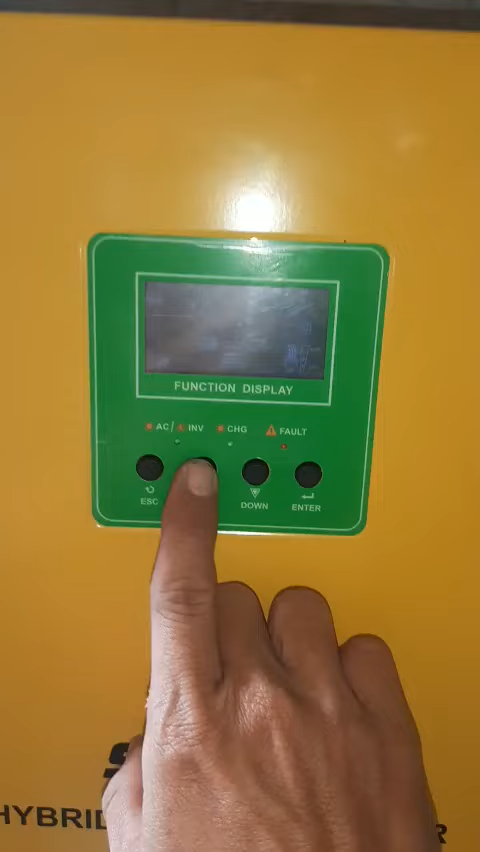 FUNCTION DISPLAY
AC/ INV CHG FAULT
ESC DOWN ENTER
HYBRID